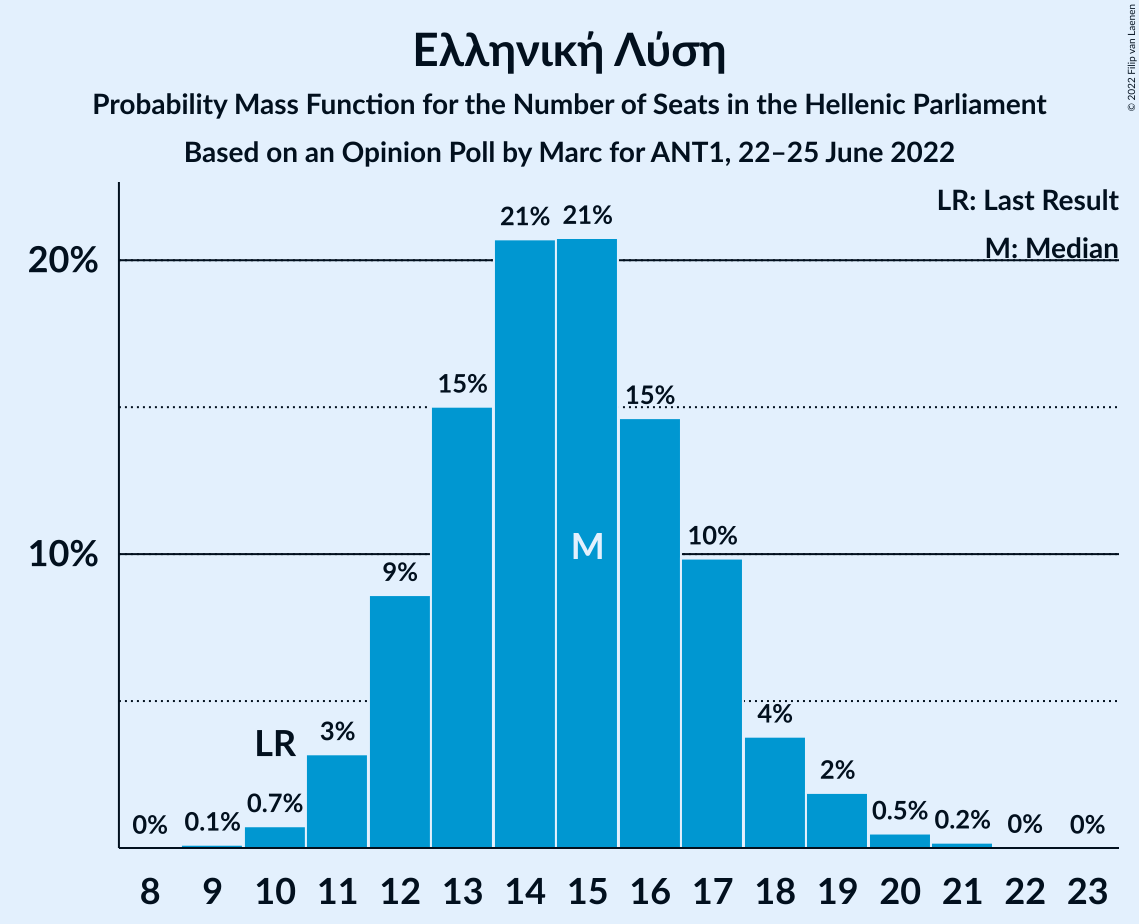 Ελληνική Λύση
Probability Mass Function for the Number of Seats in the Hellenic Parliament
Based on an Opinion Poll by Marc for ANT1, 22–25 June 2022
© 2022 Filip van Laenen
LR: Last Result
M: Median
20%
10%
0% 0.1% 0.7% 3% 9% 15% 21% 21% 15% 10% 4% 2% 0.5% 0.2% 0% 0%
LR
M
8 9 10 11 12 13 14 15 16 17 18 19 20 21 22 23